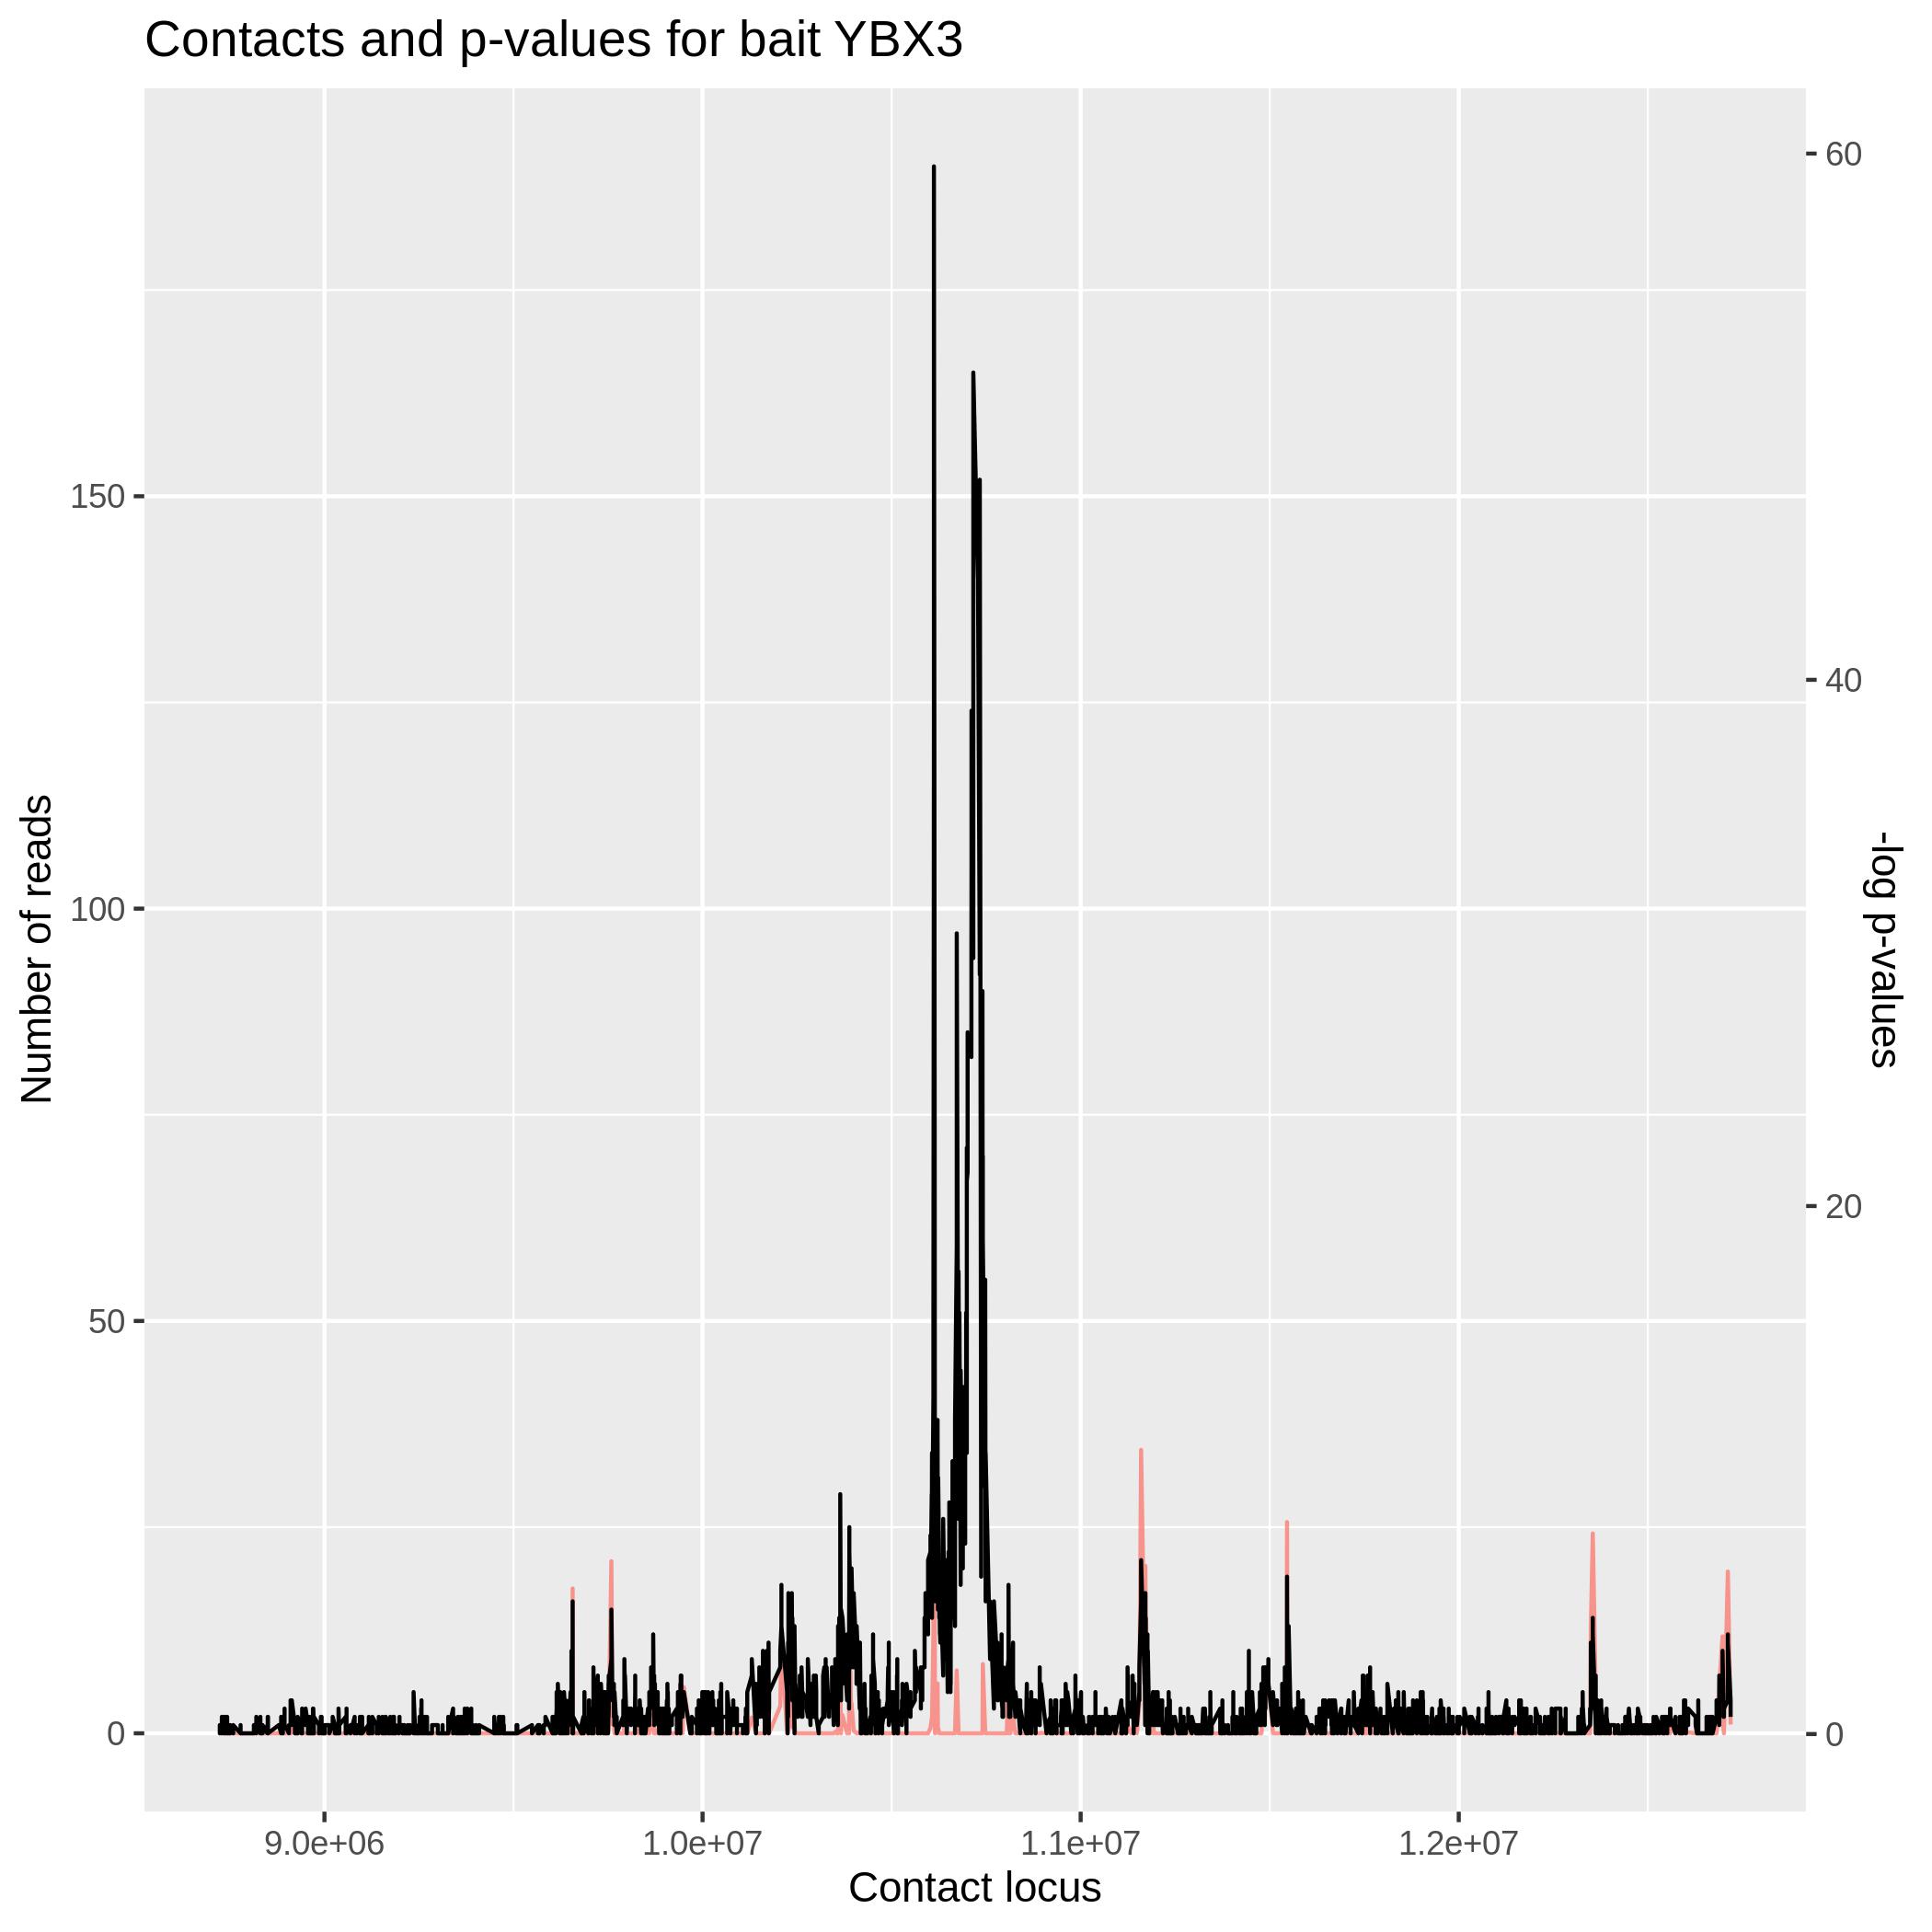 Contacts and p-values for bait YBX3
60
150
40
Number of reads
-log p-values
100
20
50
0
0
9.0e+06
1.0e+07
1.1e+07
1.2e+07
Contact locus